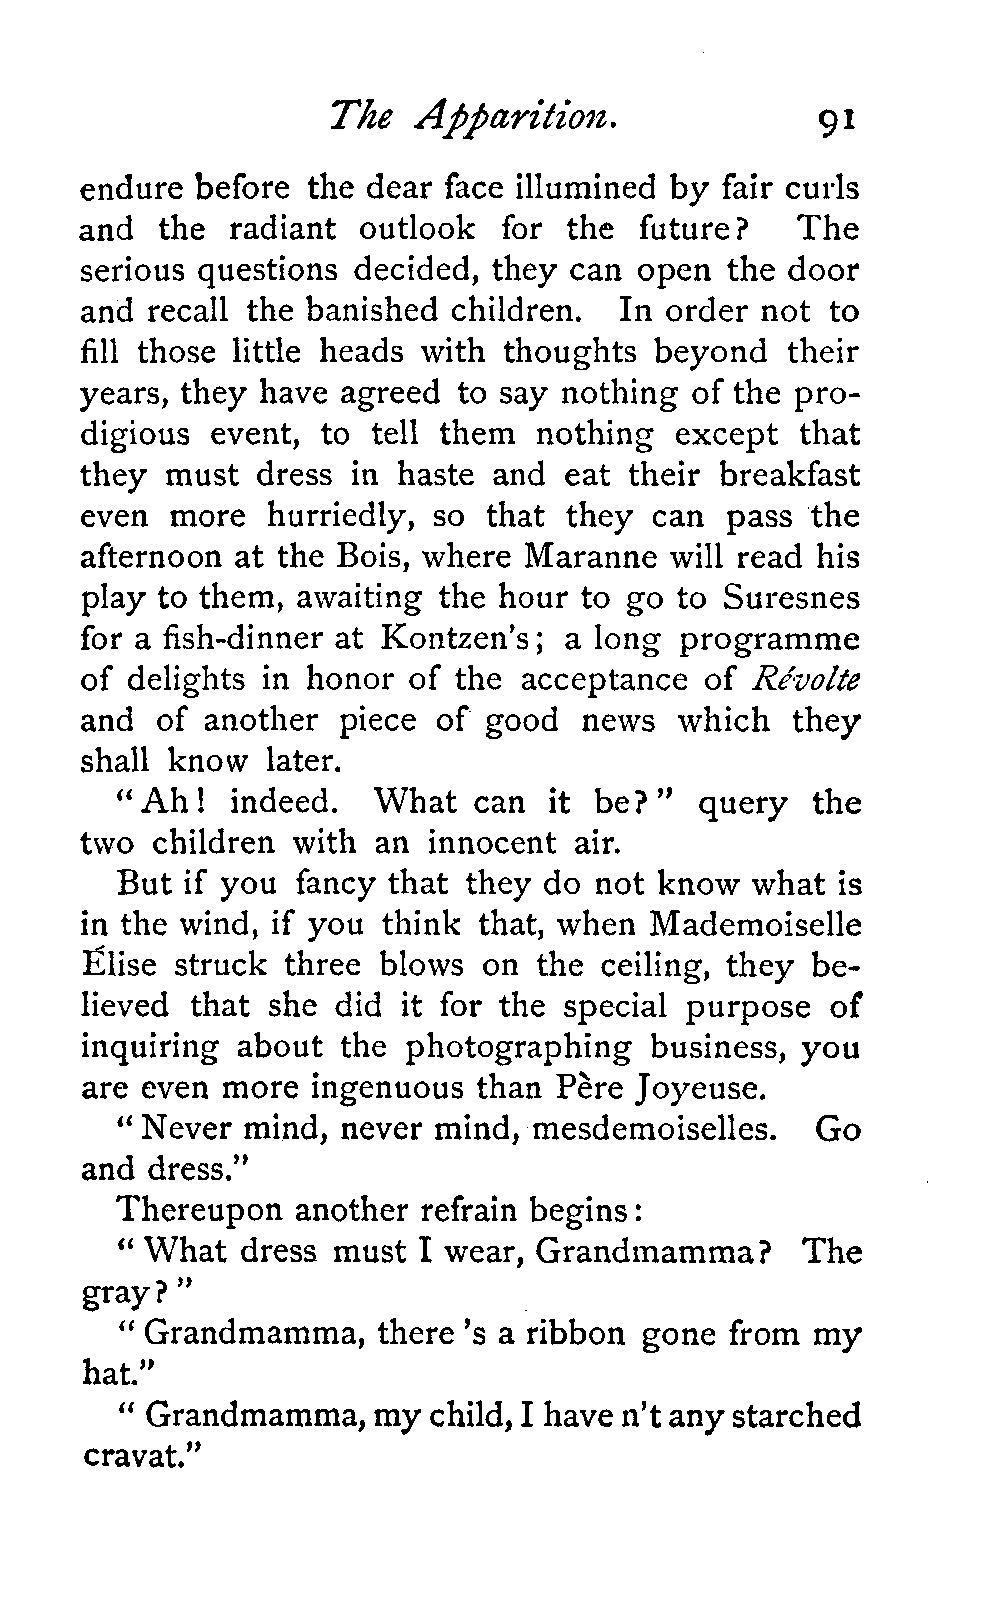 The Apparition. 91
endure before the dear face illumined by fair curls
and the radiant outlook for the future? The
serious questions decided, they can open the door
and recall the banished children. In order not to
fill those little heads with thoughts beyond their
years, they have agreed to say nothing of the pro-
digious event, to tell them nothing except that
they must dress in haste and eat their breakfast
even more hurriedly, so that they can pass the
afternoon at the Bois, where Maranne will read his
play to them, awaiting the hour to go to Suresnes
for a fish-dinner at Kontzen's; a long programme
of delights in honor of the acceptance of Révolte
and of another piece of good news which they
shall know later.
"Ah! indeed. What can it be?" query the
two children with an innocent air.
But if you fancy that they do not know what is
in the wind, if you think that, when Mademoiselle
Élise struck three blows on the ceiling, they be-
lieved that she did it for the special purpose of
inquiring about the photographing business, you
are even more ingenuous than Père Joyeuse.
"Never mind, never mind, mesdemoiselles. Go
and dress."
Thereupon another refrain begins:
"What dress must I wear, Grandmamma? The
gray?"
"Grandmamma, there 's a ribbon gone from my
hat."
"Grandmamma, my child, I have n't any starched
cravat."